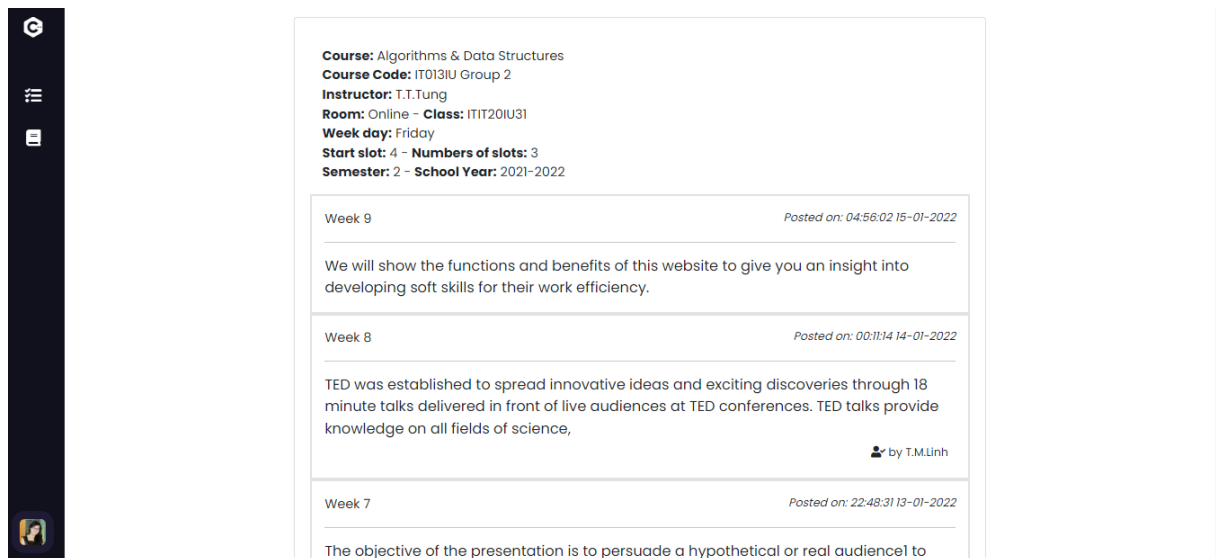 Course: Algorithms & Data Structures
Course Code: IT013IU Group 2
Instructor: T.T.Tung
Room: Online - Class: ITIT20IU31
Week day: Friday
Start slot: 4 - Numbers of slots: 3
Semester: 2 - School Year: 2021-2022
Week 9 Posted on: 04:56:02 15-01-2022
We will show the functions and benefits of this website to give you an insight into
developing soft skills for their work efficiency.
Week 8 Posted on: 00:11:14 14-01-2022
TED was established to spread innovative ideas and exciting discoveries through 18
minute talks delivered in front of live audiences at TED conferences. TED talks provide
knowledge on all fields of science,
by T.M.Linh
Week 7 Posted on: 22:48:31 13-01-2022
The objective of the presentation is to persuade a hypothetical or real audience1 to